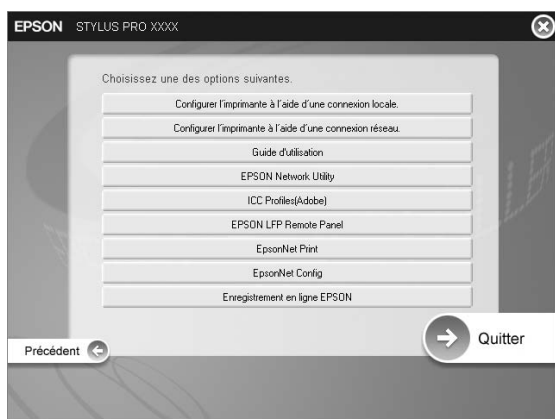 EPSON STYLUS PRO XXXX
Choisissez une des options suivantes.
Configurer l'imprimante à l'aide d'une connexion locale.
Configurer l'imprimante à l'aide d'une connexion réseau.
Guide d'utilisation
EPSON Network Utility
ICC Profiles(Adobe)
EPSON LFP Remote Panel
EpsonNet Print
EpsonNet Config
Enregistrement en ligne EPSON
Précédent
Quitter